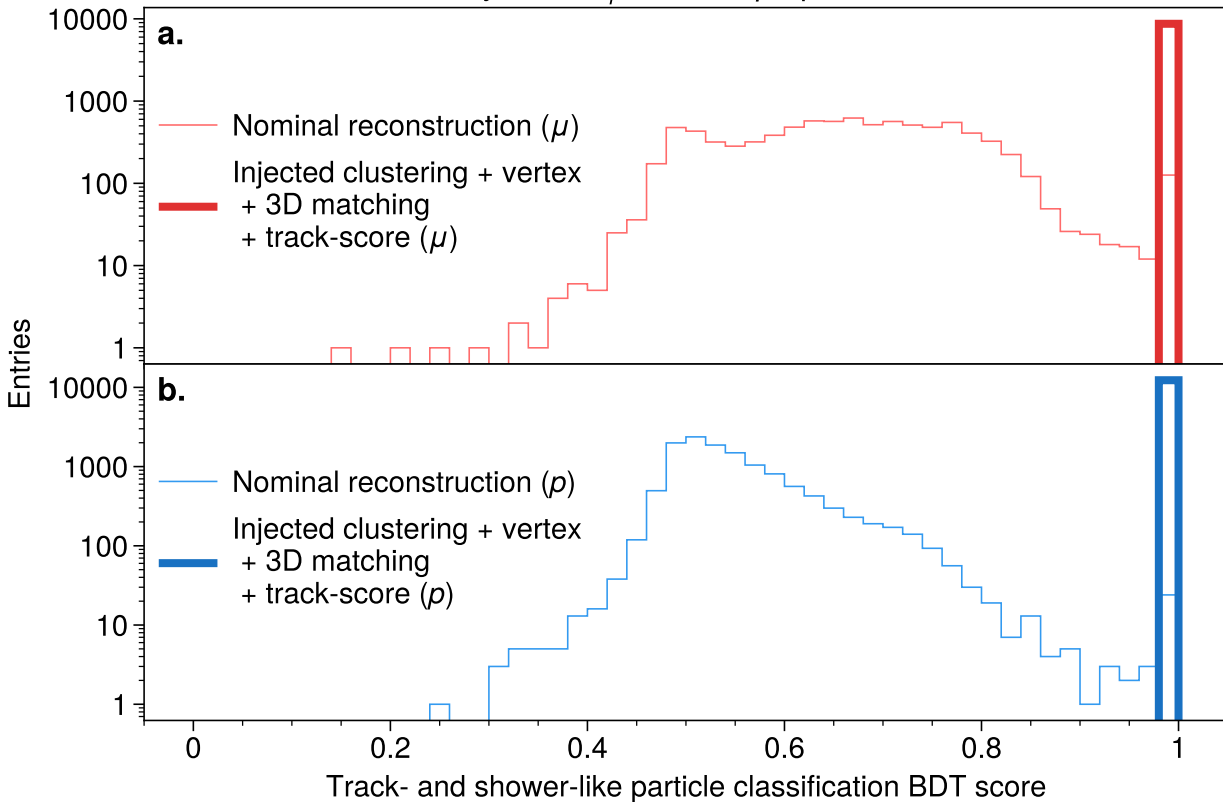 a.
10000
1000
100
10
1
Nominal reconstruction (μ)
Injected clustering + vertex
+ 3D matching
+ track-score (μ)
Entries
b.
10000
1000
100
10
1
Nominal reconstruction (p)
Injected clustering + vertex
+ 3D matching
+ track-score (p)
0 0.2 0.4 0.6 0.8 1
Track- and shower-like particle classification BDT score